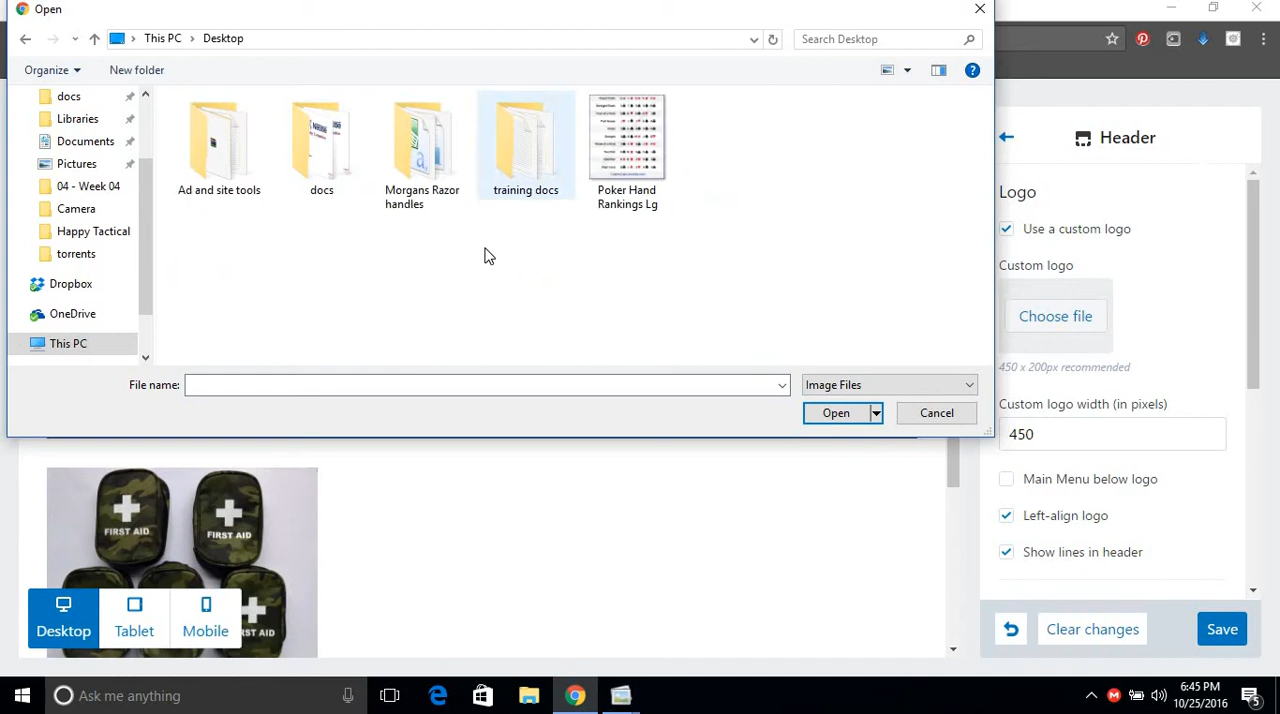 Open
This PC
Desktop
Search Desktop
Organize
New folder
docs
Libraries
Documents
Pictures
04 - Week 04
Camera
Happy Tactical
torrents
Dropbox
OneDrive
This PC
Ad and site tools
docs
Morgans Razor
handles
training docs
Poker Hand
Rankings Lg
File name:
Image Files
Open
Cancel
Header
Logo
Use a custom logo
Custom logo
Choose file
450 x 200px recommended
Custom logo width (in pixels)
450
Main Menu below logo
Left-align logo
Show lines in header
Clear changes
Save
FIRST AID
FIRST AID
ST AID
Desktop
Tablet
Mobile
Ask me anything
6:45 PM
10/25/2016
5